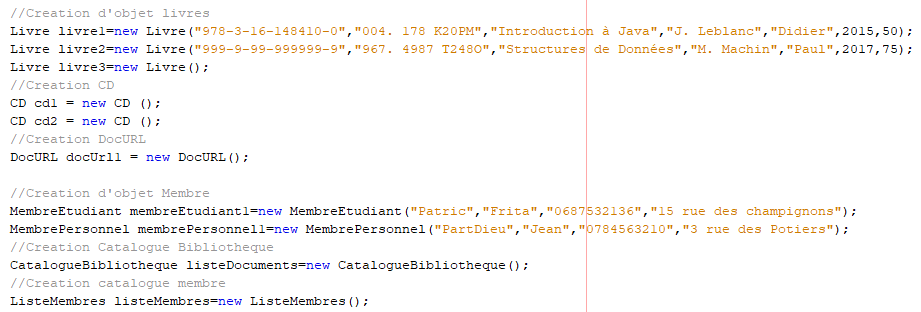 //Creation d'objet livres
Livre livre1=new Livre("978-3-16-148410-0","004. 178 K20PM","Introduction à Java","J. Leblanc","Didier",2015,50);
Livre livre2=new Livre("999-9-99-999999-9","967. 4987 T248O","Structures de Données","M. Machin","Paul",2017,75);
Livre livre3=new Livre();
//Creation CD
CD cd1 = new CD ();
CD cd2 = new CD ();
//Creation DocURL
DocURL docUrl1 = new DocURL();
//Creation d'objet Membre
MembreEtudiant membreEtudiant1=new MembreEtudiant("Patric","Frita","0687532136","15 rue des champignons");
MembrePersonnel membrePersonnel1=new MembrePersonnel("PartDieu","Jean","0784563210","3 rue des Potiers");
//Creation Catalogue Bibliotheque
CatalogueBibliotheque listeDocuments=new CatalogueBibliotheque();
//Creation catalogue membre
ListeMembres listeMembres=new ListeMembres();